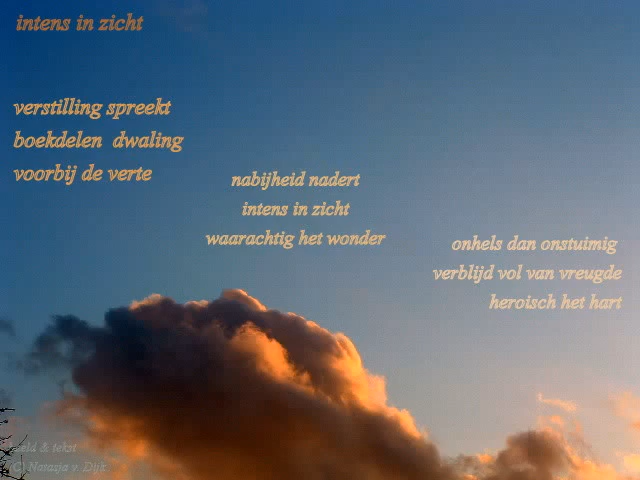 intens in zicht
verstilling spreekt
boekdelen dwaling
voorbij de verte
nabijheid nadert
intens in zicht
waarachtig het wonder
onhels dan onstuimig
verblijd vol van vreugde
heroisch het hart
beeld & tekst
(C) Natasja v. Dijk